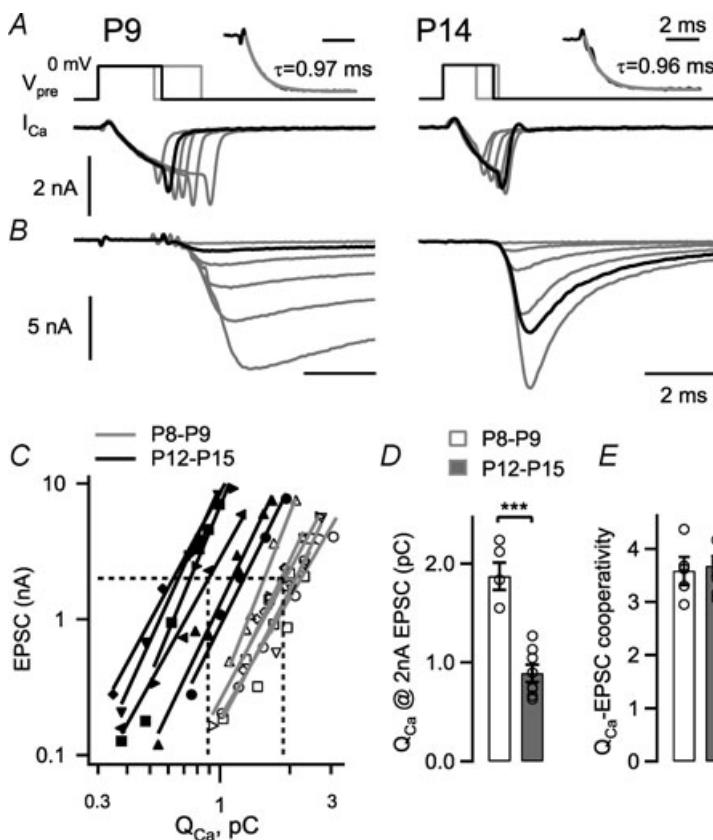 A P9 P14 2 ms
0 mV
V_pre
τ=0.97 ms τ=0.96 ms
I_Ca
2 nA
B
5 nA
2 ms
C P8-P9 P12-P15
D P8-P9 P12-P15
E
EPSC (nA)
10
1
0.1
0.3 1 3
Q_Ca, pC
Q_Ca @ 2nA EPSC (pC)
2.0
1.0
0.0
***
Q_Ca-EPSC cooperativity
4
3
2
1
0